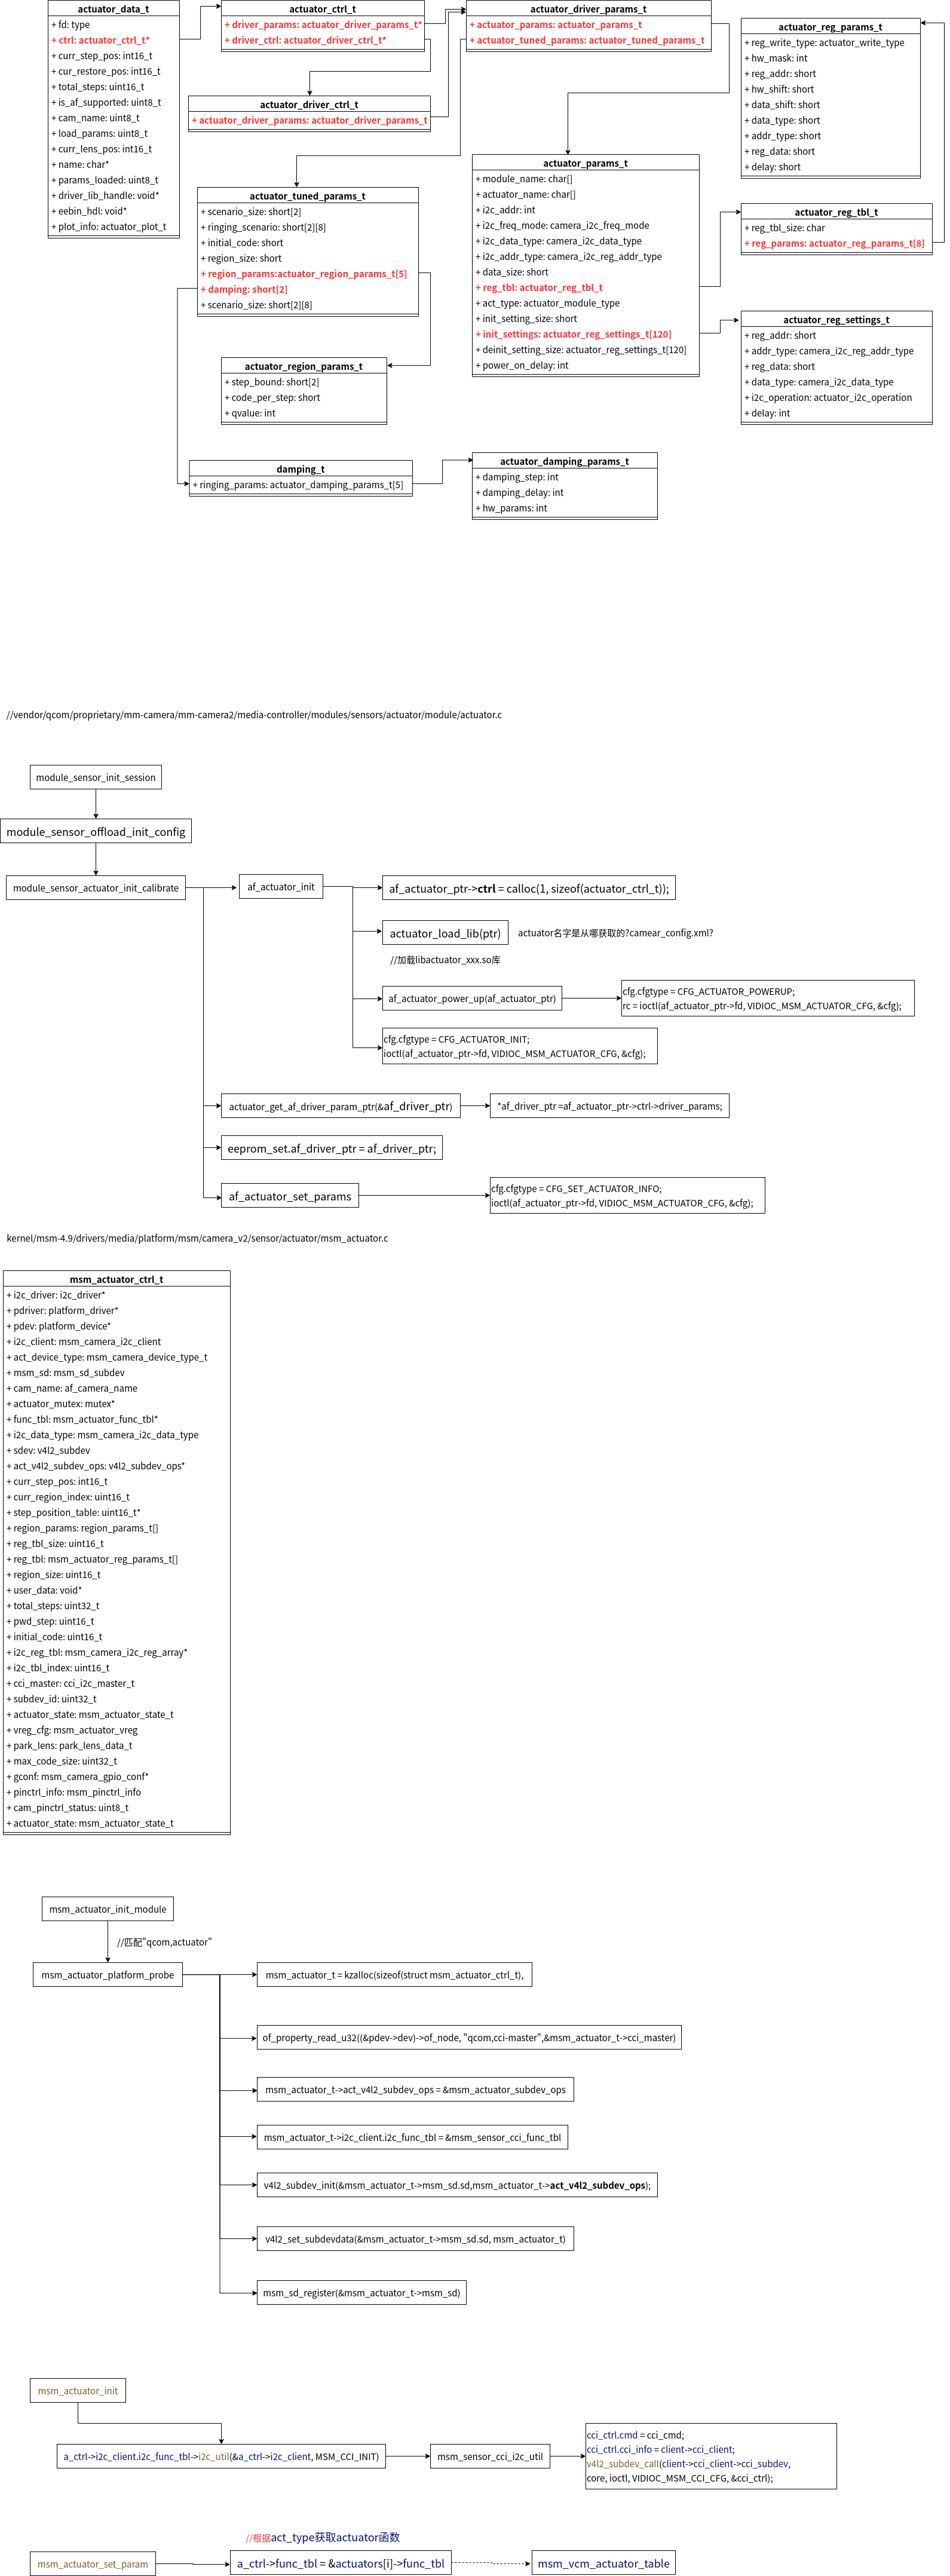 actuator_data_t
+ fd: type
+ ctrl: actuator_ctrl_t*
+ curr_step_pos: int16_t
+ cur_restore_pos: int16_t
+ total_steps: uint16_t
+ is_af_supported: uint8_t
+ cam_name: uint8_t
+ load_params: uint8_t
+ curr_lens_pos: int16_t
+ name: char*
+ params_loaded: uint8_t
+ driver_lib_handle: void*
+ eebin_hdl: void*
+ plot_info: actuator_plot_t
actuator_ctrl_t
+ driver_params: actuator_driver_params_t*
+ driver_ctrl: actuator_driver_ctrl_t*
actuator_driver_ctrl_t
+ actuator_driver_params: actuator_driver_params_t
actuator_driver_params_t
+ actuator_params: actuator_params_t
+ actuator_tuned_params: actuator_tuned_params_t
actuator_reg_params_t
+ reg_write_type: actuator_write_type
+ hw_mask: int
+ reg_addr: short
+ hw_shift: short
+ data_shift: short
+ data_type: short
+ addr_type: short
+ reg_data: short
+ delay: short
actuator_tuned_params_t
+ scenario_size: short[2]
+ ringing_scenario: short[2][8]
+ initial_code: short
+ region_size: short
+ region_params:actuator_region_params_t[5]
+ damping: short[2]
+ scenario_size: short[2][8]
actuator_params_t
+ module_name: char[]
+ actuator_name: char[]
+ i2c_addr: int
+ i2c_freq_mode: camera_i2c_freq_mode
+ i2c_data_type: camera_i2c_data_type
+ i2c_addr_type: camera_i2c_reg_addr_type
+ data_size: short
+ reg_tbl: actuator_reg_tbl_t
+ act_type: actuator_module_type
+ init_setting_size: short
+ init_settings: actuator_reg_settings_t[120]
+ deinit_setting_size: actuator_reg_settings_t[120]
+ power_on_delay: int
actuator_reg_tbl_t
+ reg_tbl_size: char
+ reg_params: actuator_reg_params_t[8]
actuator_reg_settings_t
+ reg_addr: short
+ addr_type: camera_i2c_reg_addr_type
+ reg_data: short
+ data_type: camera_i2c_data_type
+ i2c_operation: actuator_i2c_operation
+ delay: int
actuator_region_params_t
+ step_bound: short[2]
+ code_per_step: short
+ qvalue: int
damping_t
+ ringing_params: actuator_damping_params_t[5]
actuator_damping_params_t
+ damping_step: int
+ damping_delay: int
+ hw_params: int
//vendor/qcom/proprietary/mm-camera/mm-camera2/media-controller/modules/sensors/actuator/module/actuator.c
module_sensor_init_session
module_sensor_offload_init_config
module_sensor_actuator_init_calibrate
af_actuator_init
af_actuator_ptr->ctrl = calloc(1, sizeof(actuator_ctrl_t));
actuator_load_lib(ptr)
actuator名字是从哪获取的?camear_config.xml?
//加载libactuator_xxx.so库
af_actuator_power_up(af_actuator_ptr)
cfg.cfgtype = CFG_ACTUATOR_POWERUP;
rc = ioctl(af_actuator_ptr->fd, VIDIOC_MSM_ACTUATOR_CFG, &cfg);
cfg.cfgtype = CFG_ACTUATOR_INIT;
ioctl(af_actuator_ptr->fd, VIDIOC_MSM_ACTUATOR_CFG, &cfg);
actuator_get_af_driver_param_ptr(&af_driver_ptr)
*af_driver_ptr =af_actuator_ptr->ctrl->driver_params;
eeprom_set.af_driver_ptr = af_driver_ptr;
af_actuator_set_params
cfg.cfgtype = CFG_SET_ACTUATOR_INFO;
ioctl(af_actuator_ptr->fd, VIDIOC_MSM_ACTUATOR_CFG, &cfg);
kernel/msm-4.9/drivers/media/platform/msm/camera_v2/sensor/actuator/msm_actuator.c
msm_actuator_ctrl_t
+ i2c_driver: i2c_driver*
+ pdriver: platform_driver*
+ pdev: platform_device*
+ i2c_client: msm_camera_i2c_client
+ act_device_type: msm_camera_device_type_t
+ msm_sd: msm_sd_subdev
+ cam_name: af_camera_name
+ actuator_mutex: mutex*
+ func_tbl: msm_actuator_func_tbl*
+ i2c_data_type: msm_camera_i2c_data_type
+ sdev: v4l2_subdev
+ act_v4l2_subdev_ops: v4l2_subdev_ops*
+ curr_step_pos: int16_t
+ curr_region_index: uint16_t
+ step_position_table: uint16_t*
+ region_params: region_params_t[]
+ reg_tbl_size: uint16_t
+ reg_tbl: msm_actuator_reg_params_t[]
+ region_size: uint16_t
+ user_data: void*
+ total_steps: uint32_t
+ pwd_step: uint16_t
+ initial_code: uint16_t
+ i2c_reg_tbl: msm_camera_i2c_reg_array*
+ i2c_tbl_index: uint16_t
+ cci_master: cci_i2c_master_t
+ subdev_id: uint32_t
+ actuator_state: msm_actuator_state_t
+ vreg_cfg: msm_actuator_vreg
+ park_lens: park_lens_data_t
+ max_code_size: uint32_t
+ gconf: msm_camera_gpio_conf*
+ pinctrl_info: msm_pinctrl_info
+ cam_pinctrl_status: uint8_t
+ actuator_state: msm_actuator_state_t
msm_actuator_init_module
//匹配"qcom,actuator"
msm_actuator_platform_probe
msm_actuator_t = kzalloc(sizeof(struct msm_actuator_ctrl_t),
of_property_read_u32((&pdev->dev)->of_node, "qcom,cci-master",&msm_actuator_t->cci_master)
msm_actuator_t->act_v4l2_subdev_ops = &msm_actuator_subdev_ops
msm_actuator_t->i2c_client.i2c_func_tbl = &msm_sensor_cci_func_tbl
v4l2_subdev_init(&msm_actuator_t->msm_sd.sd,msm_actuator_t->act_v4l2_subdev_ops);
v4l2_set_subdevdata(&msm_actuator_t->msm_sd.sd, msm_actuator_t)
msm_sd_register(&msm_actuator_t->msm_sd)
msm_actuator_init
a_ctrl->i2c_client.i2c_func_tbl->i2c_util(&a_ctrl->i2c_client, MSM_CCI_INIT)
msm_sensor_cci_i2c_util
cci_ctrl.cmd = cci_cmd;
cci_ctrl.cci_info = client->cci_client;
v4l2_subdev_call(client->cci_client->cci_subdev,
core, ioctl, VIDIOC_MSM_CCI_CFG, &cci_ctrl);
//根据act_type获取actuator函数
msm_actuator_set_param
a_ctrl->func_tbl = &actuators[i]->func_tbl
msm_vcm_actuator_table